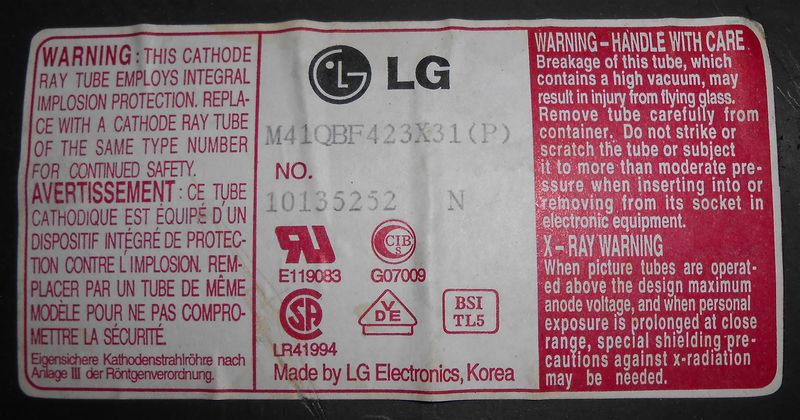 WARNING : THIS CATHODE
RAY TUBE EMPLOYS INTEGRAL
IMPLOSION PROTECTION. REPLA-
CE WITH A CATHODE RAY TUBE
OF THE SAME TYPE NUMBER
FOR CONTINUED SAFETY.
AVERTISSEMENT : CE TUBE
CATHODIQUE EST ÉQUIPÉ D'UN
DISPOSITIF INTÉGRÉ DE PROTEC-
TION CONTRE L'IMPLOSION. REM-
PLACER PAR UN TUBE DE MÊME
MODÈLE POUR NE PAS COMPRO-
METTRE LA SÉCURITÉ.
Eigensichere Kathodenstrahlröhre nach
Anlage III der Röntgenverordnung.
LG
M41QBF423X31(P)
NO.
10135252 N
UR
E119083
CIB
S
G07009
SA
LR41994
VDE
BSI
TL5
Made by LG Electronics, Korea
WARNING – HANDLE WITH CARE
Breakage of this tube, which
contains a high vacuum, may
result in injury from flying glass.
Remove tube carefully from
container. Do not strike or
scratch the tube or subject
it to more than moderate pre-
ssure when inserting into or
removing from its socket in
electronic equipment.
X – RAY WARNING
When picture tubes are operat-
ed above the design maximum
anode voltage, and when personal
exposure is prolonged at close
range, special shielding pre-
cautions against x-radiation
may be needed.